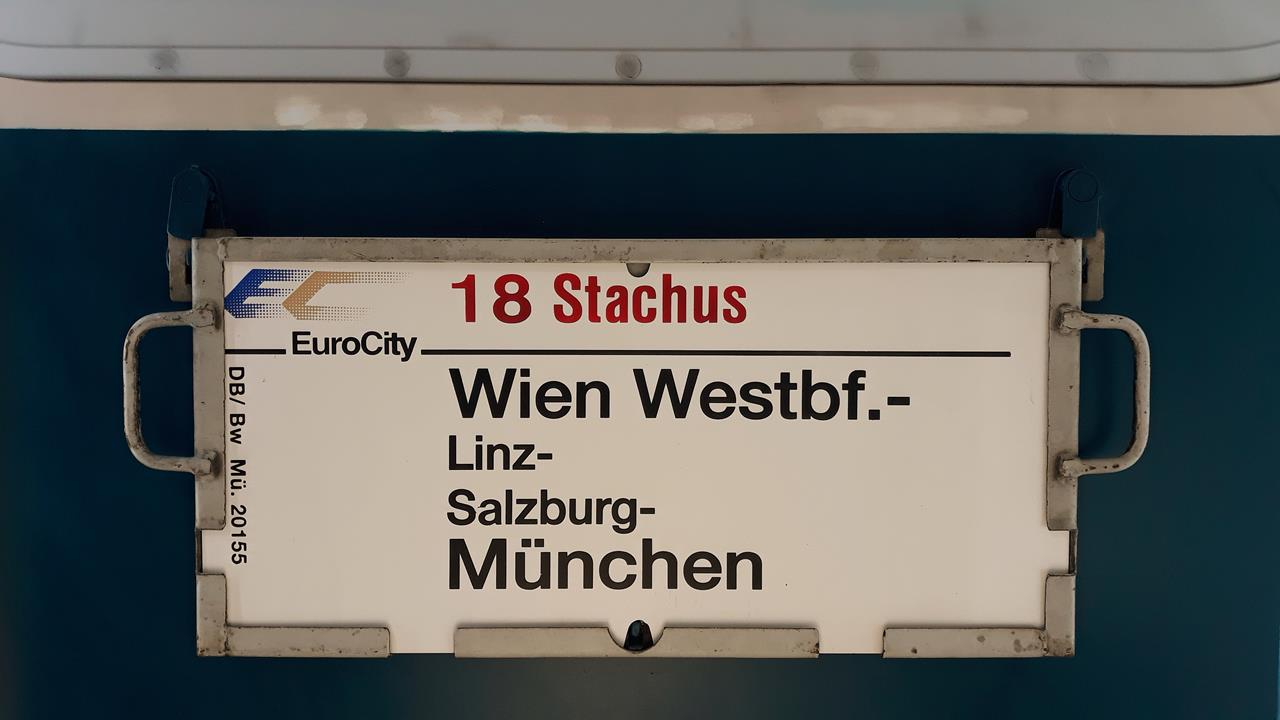 EC 18 Stachus
EuroCity
Wien Westbf.-
Linz-
Salzburg-
München
DB/ Bw Mü. 20155